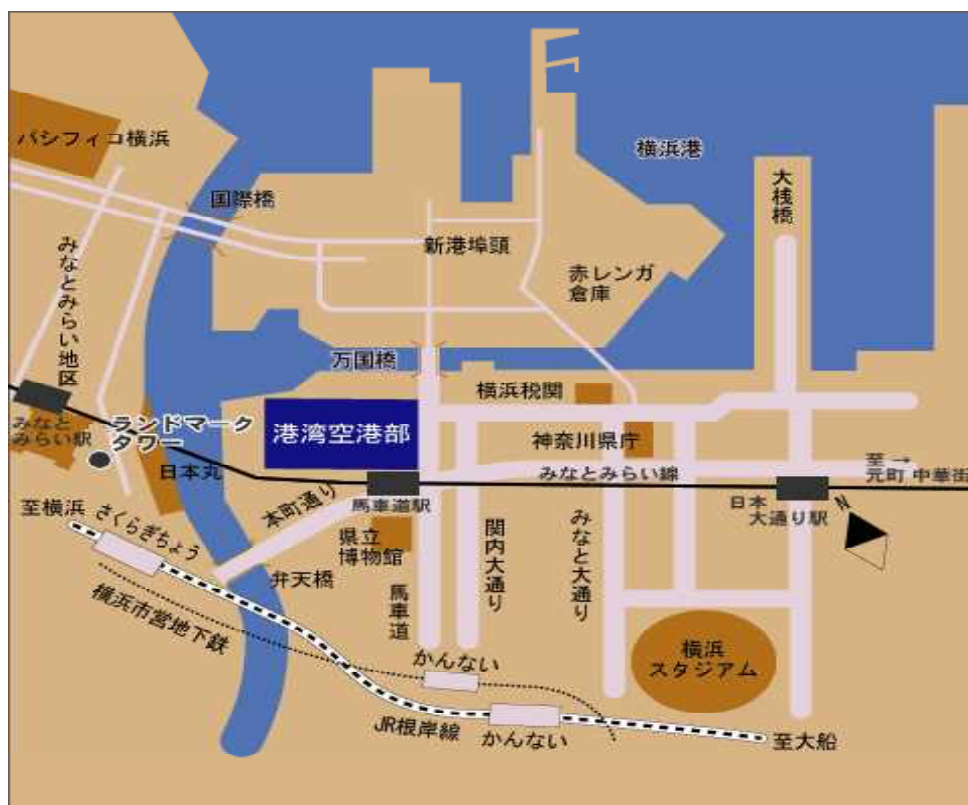 パシフィコ横浜
国際橋
横浜港
大桟橋
みなとみらい地区
新港埠頭
赤レンガ
倉庫
万国橋
横浜税関
みなと
みらい駅
ランドマーク
タワー
港湾空港部
神奈川県庁
日本丸
みなとみらい線
至 →
元町 中華街
至横浜
さくらぎちょう
本町通り
馬車道駅
日本
大通り駅
N
県立
博物館
関内大通り
みなと大通り
弁天橋
馬車道
横浜市営地下鉄
かんない
横浜
スタジアム
JR根岸線
かんない
至大船